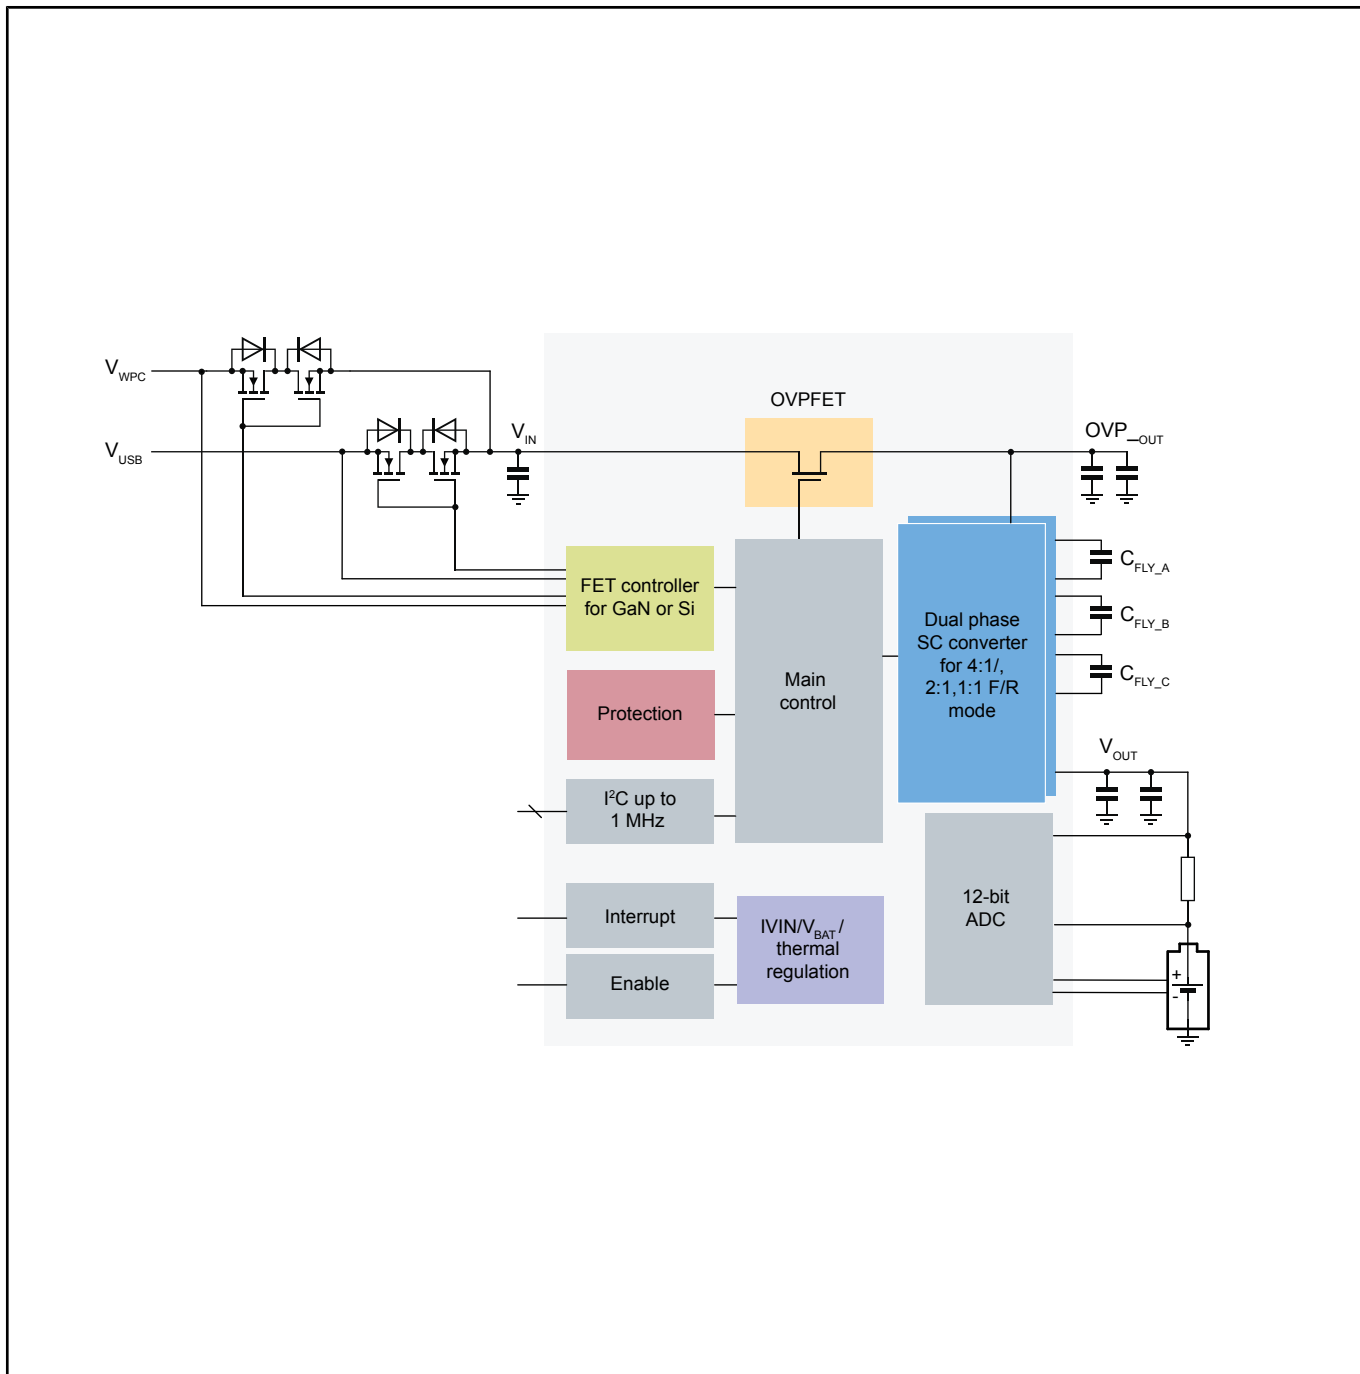 V_WPC
V_USB
V_IN
OVPFET
OVP_OUT
FET controller
for GaN or Si
Protection
I²C up to
1 MHz
Interrupt
Enable
Main
control
IVIN/V_BAT/
thermal
regulation
Dual phase
SC converter
for 4:1/,
2:1,1:1 F/R
mode
C_FLY_A
C_FLY_B
C_FLY_C
V_OUT
12-bit
ADC
+
-